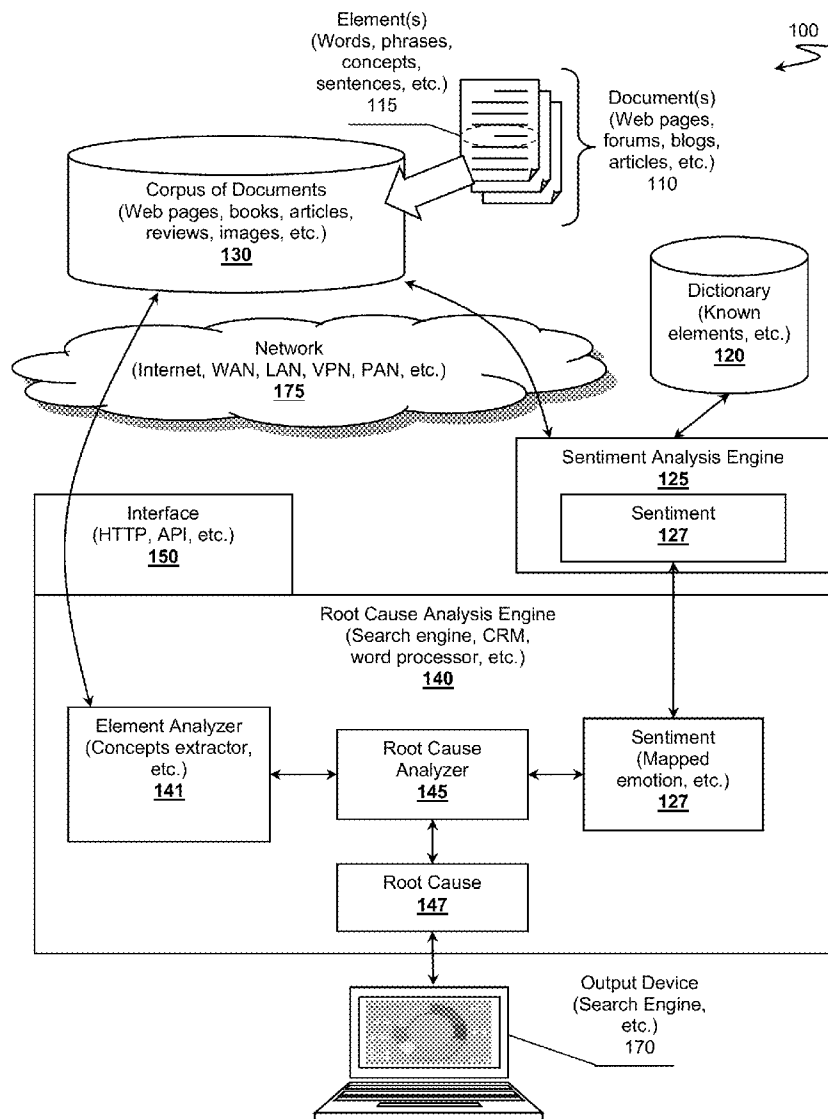 100
Element(s)
(Words, phrases,
concepts,
sentences, etc.)
115
Document(s)
(Web pages,
forums, blogs,
articles, etc.)
110
Corpus of Documents
(Web pages, books, articles,
reviews, images, etc.)
130
Dictionary
(Known
elements, etc.)
120
Network
(Internet, WAN, LAN, VPN, PAN, etc.)
175
Sentiment Analysis Engine
125
Sentiment
127
Interface
(HTTP, API, etc.)
150
Root Cause Analysis Engine
(Search engine, CRM,
word processor, etc.)
140
Element Analyzer
(Concepts extractor,
etc.)
141
Root Cause
Analyzer
145
Sentiment
(Mapped
emotion, etc.)
127
Root Cause
147
Output Device
(Search Engine,
etc.)
170